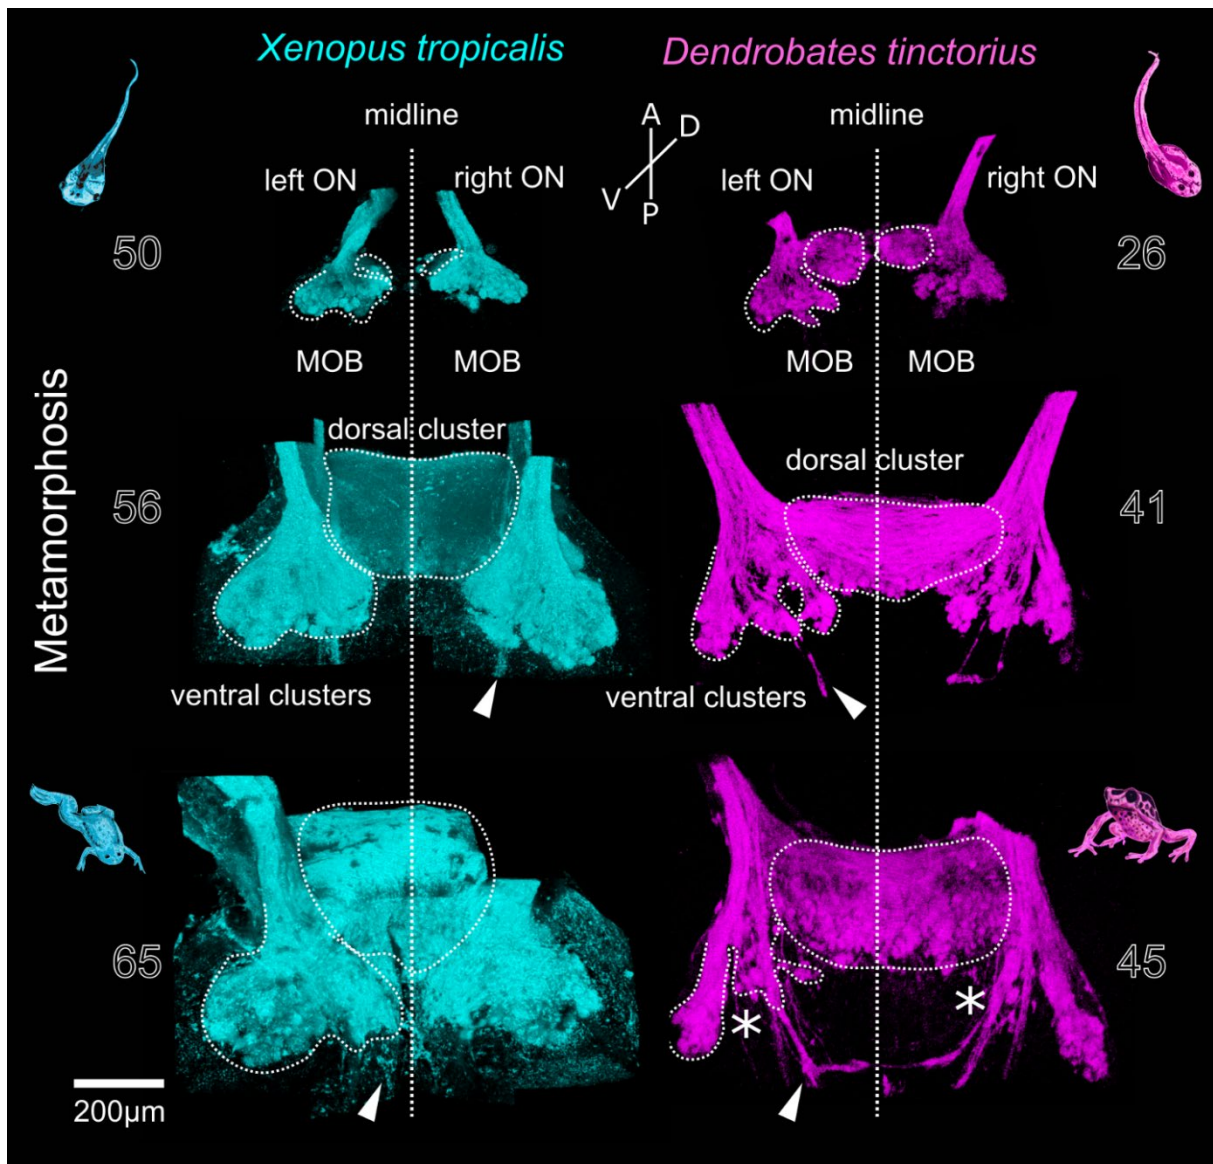 Xenopus tropicalis
Dendrobates tinctorius
midline
A
D
V
P
midline
left ON
right ON
left ON
right ON
50
26
MOB
MOB
MOB
MOB
Metamorphosis
dorsal cluster
dorsal cluster
56
41
ventral clusters
ventral clusters
65
45
*
*
200µm